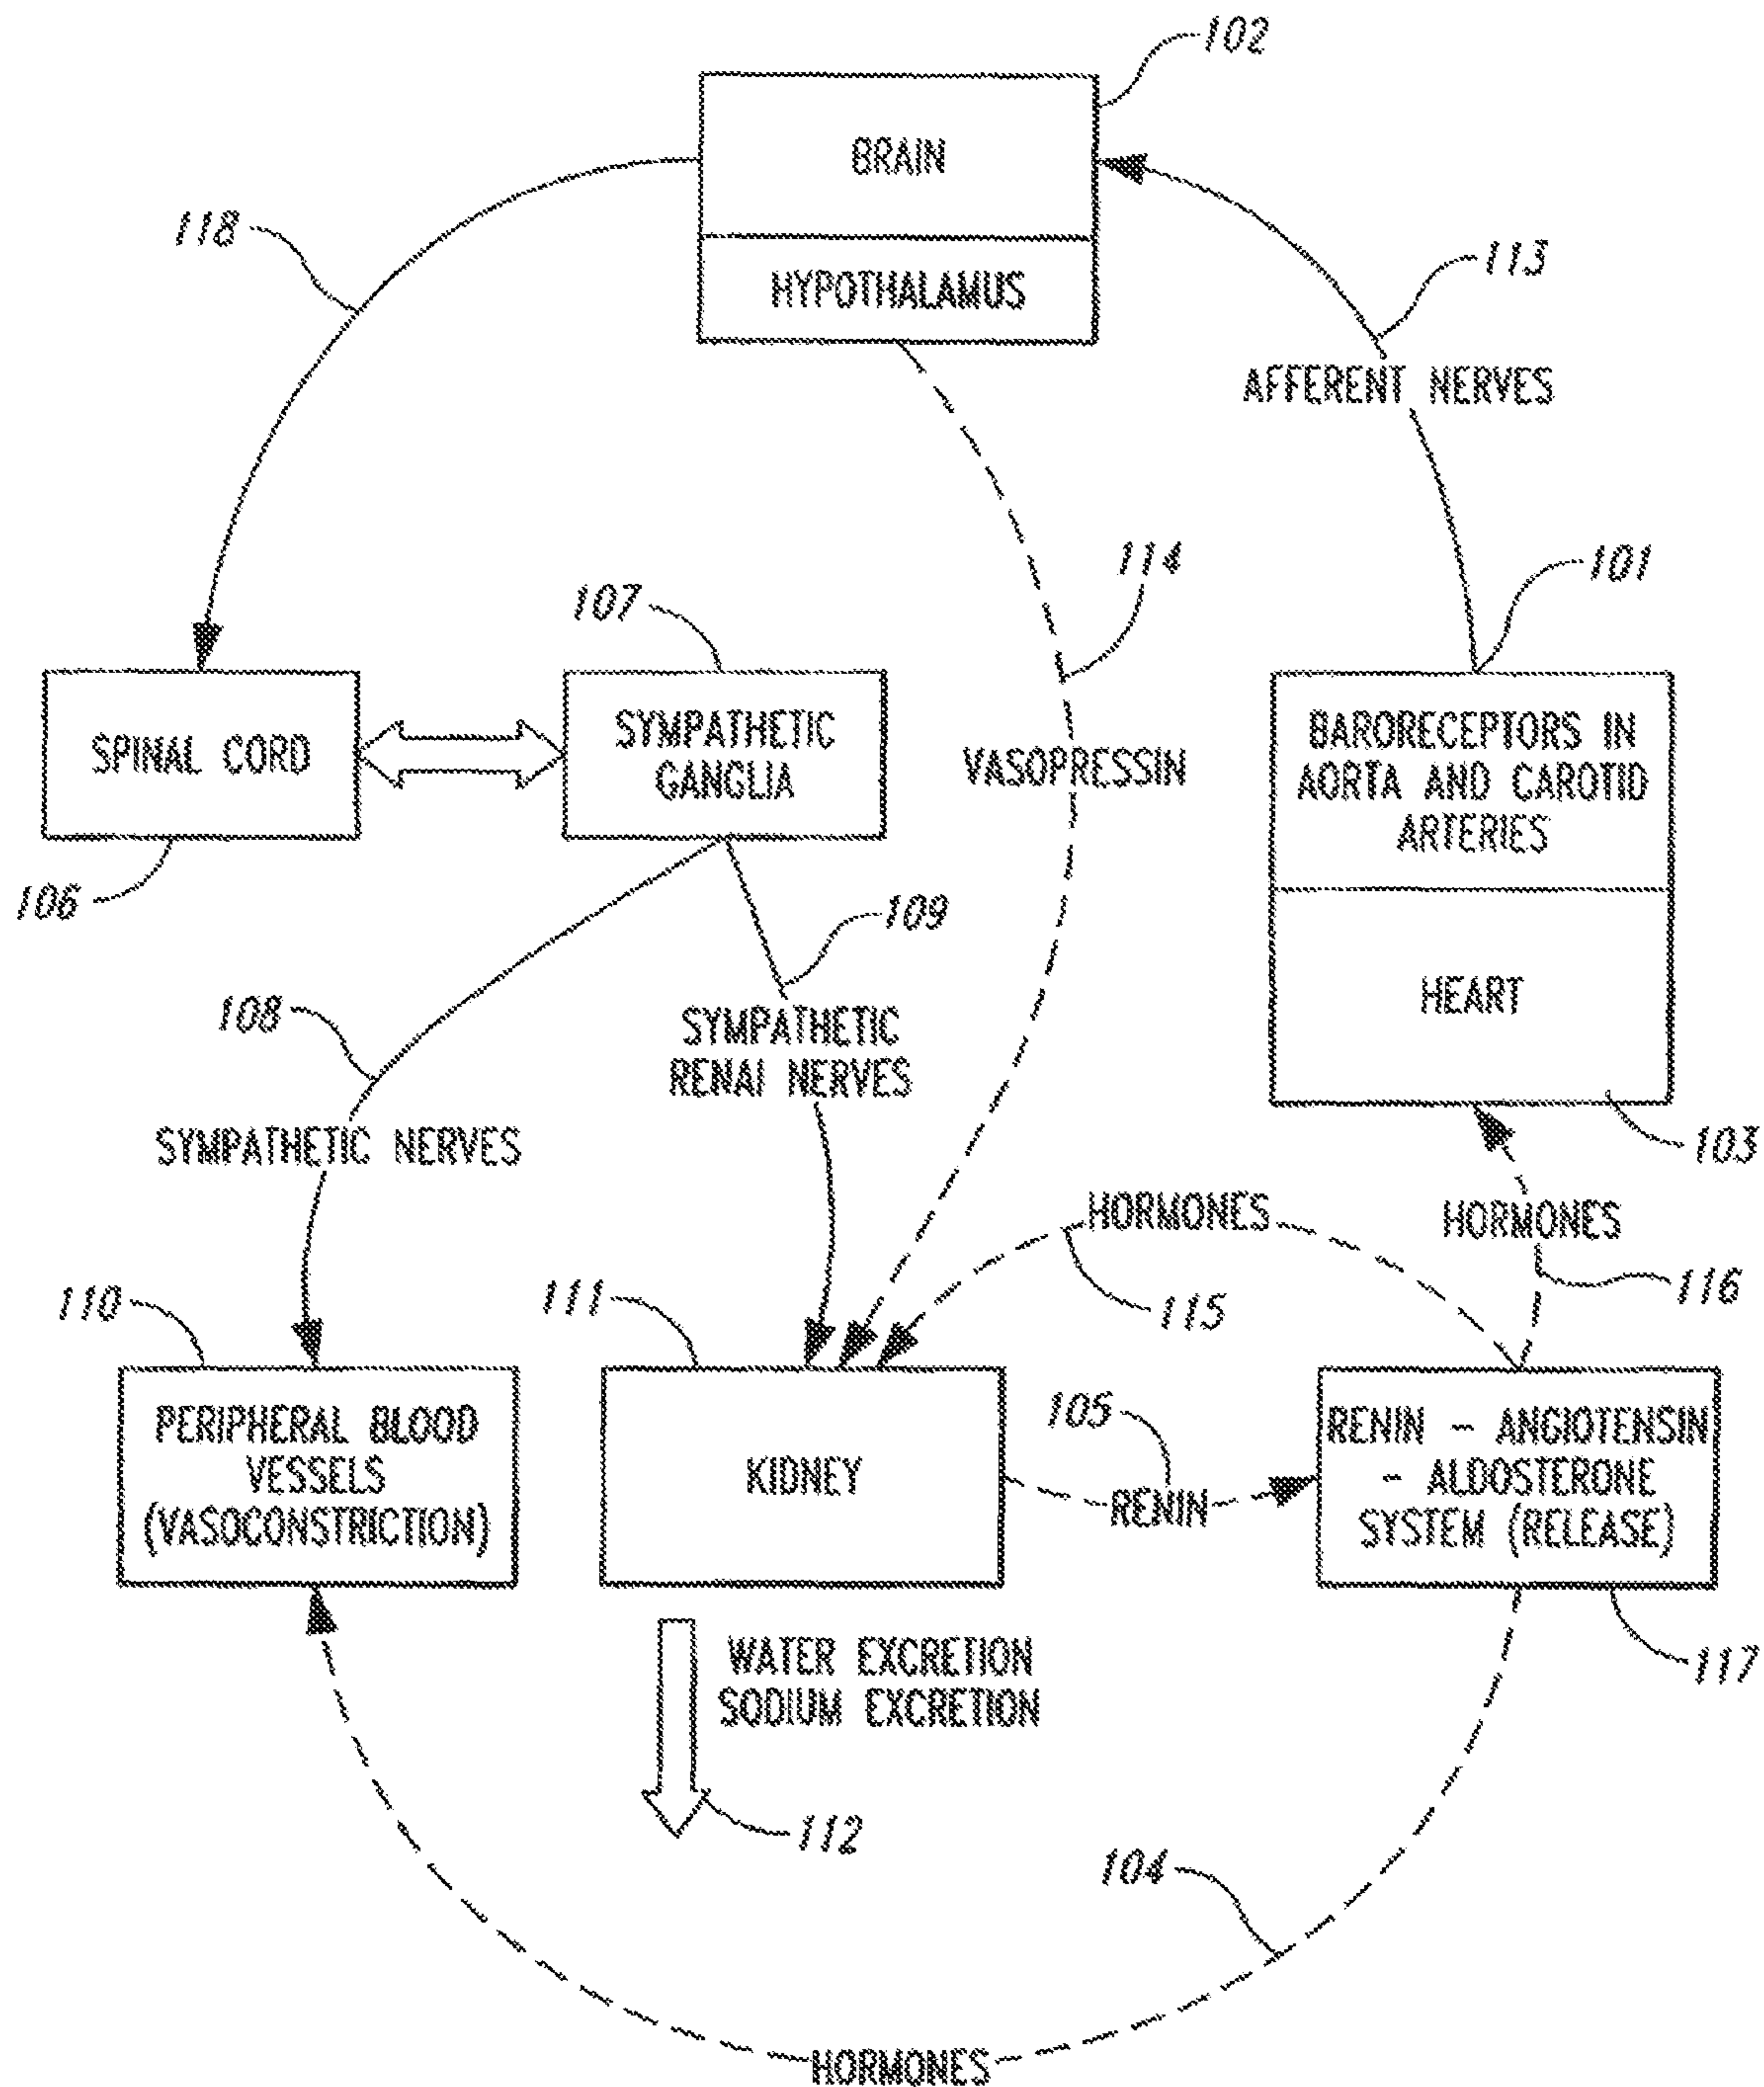 102
BRAIN
HYPOTHALAMUS
118
113
AFFERENT NERVES
114
101
107
SPINAL CORD
SYMPATHETIC
GANGLIA
VASOPRESSIN
BARORECEPTORS IN
AORTA AND CAROTID
ARTERIES
106
109
HEART
108
SYMPATHETIC
RENAI NERVES
SYMPATHETIC NERVES
103
HORMONES
HORMONES
110
111
115
116
105
PERIPHERAL BLOOD
VESSELS
(VASOCONSTRICTION)
KIDNEY
RENIN
RENIN - ANGIOTENSIN
- ALDOSTERONE
SYSTEM (RELEASE)
WATER EXCRETION
SODIUM EXCRETION
117
112
104
HORMONES